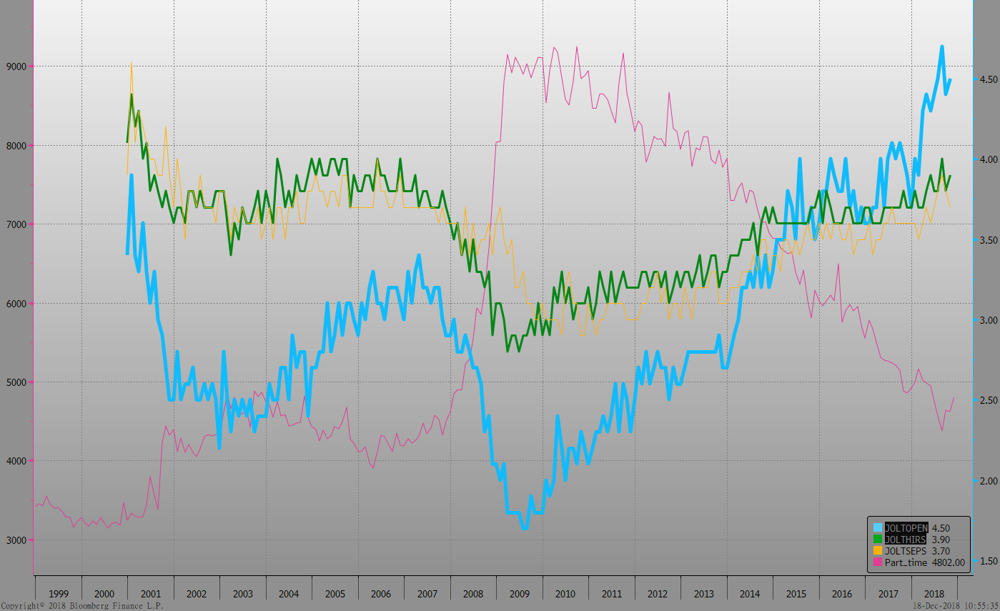 9000
8000
7000
6000
5000
4000
3000
4.50
4.00
3.50
3.00
2.50
2.00
1.50
JOLTOPEN 4.50
JOLTHIRS 3.90
JOLTSEPS 3.70
Part_time 4802.00
1999 2000 2001 2002 2003 2004 2005 2006 2007 2008 2009 2010 2011 2012 2013 2014 2015 2016 2017 2018
Copyright© 2018 Bloomberg Finance L.P. 18-Dec-2018 10:55:35